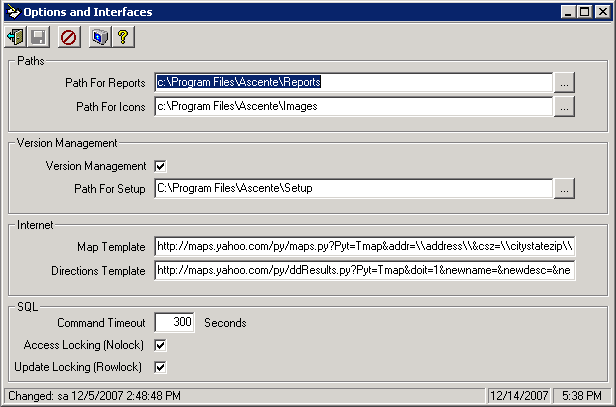 Options and Interfaces
Paths
Path For Reports c:\Program Files\Ascente\Reports ...
Path For Icons c:\Program Files\Ascente\Images ...
Version Management
Version Management
Path For Setup C:\Program Files\Ascente\Setup ...
Internet
Map Template http://maps.yahoo.com/py/maps.py?Pyt=Tmap&addr=\\address\\&csz=\\citystatezip\\
Directions Template http://maps.yahoo.com/py/ddResults.py?Pyt=Tmap&doit=1&newname=&newdesc=&ne
SQL
Command Timeout 300 Seconds
Access Locking (Nolock)
Update Locking (Rowlock)
Changed: sa 12/5/2007 2:48:48 PM 12/14/2007 5:38 PM